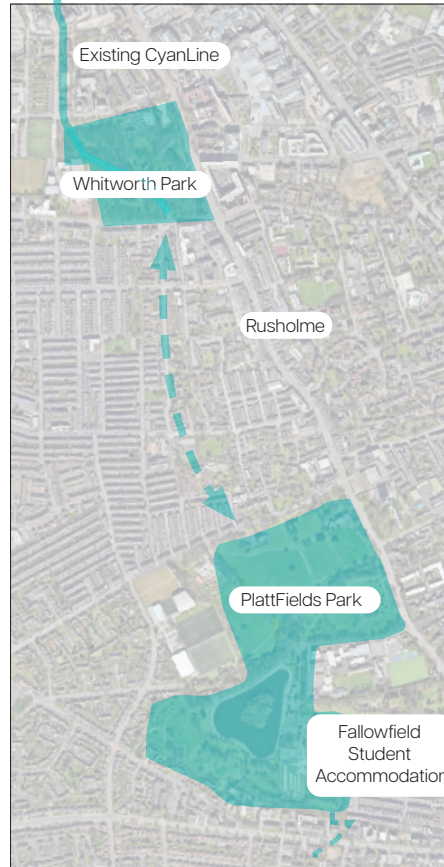 Existing CyanLine
Whitworth Park
Rusholme
PlattFields Park
Fallowfield
Student
Accommodation